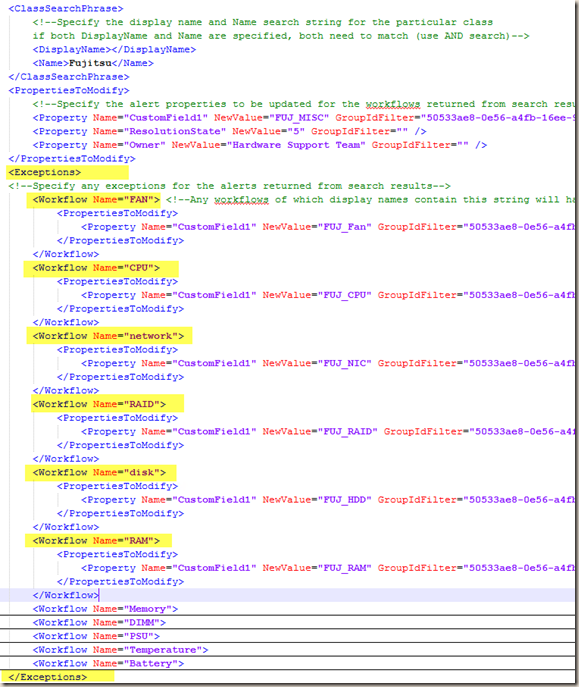 <ClassSearchPhrase>
<!--Specify the display name and Name search string for the particular class
if both DisplayName and Name are specified, both need to match (use AND search)-->
<DisplayName></DisplayName>
<Name>Fujitsu</Name>
</ClassSearchPhrase>
<PropertiesToModify>
<!--Specify the alert properties to be updated for the workflows returned from search resu
<Property Name="CustomField1" NewValue="FUJ_MISC" GroupIdFilter="50533ae8-0e56-a4fb-16ee-9
<Property Name="ResolutionState" NewValue="5" GroupIdFilter="" />
<Property Name="Owner" NewValue="Hardware Support Team" GroupIdFilter="" />
</PropertiesToModify>
<Exceptions>
<!--Specify any exceptions for the alerts returned from search results-->
<Workflow Name="FAN"> <!--Any workflows of which display names contain this string will ha
<PropertiesToModify>
<Property Name="CustomField1" NewValue="FUJ_Fan" GroupIdFilter="50533ae8-0e56-a4fb
</PropertiesToModify>
</Workflow>
<Workflow Name="CPU">
<PropertiesToModify>
<Property Name="CustomField1" NewValue="FUJ_CPU" GroupIdFilter="50533ae8-0e56-a4fb
</PropertiesToModify>
</Workflow>
<Workflow Name="network">
<PropertiesToModify>
<Property Name="CustomField1" NewValue="FUJ_NIC" GroupIdFilter="50533ae8-0e56-a4fb
</PropertiesToModify>
</Workflow>
<Workflow Name="RAID">
<PropertiesToModify>
<Property Name="CustomField1" NewValue="FUJ_RAID" GroupIdFilter="50533ae8-0e56-a4f
</PropertiesToModify>
</Workflow>
<Workflow Name="disk">
<PropertiesToModify>
<Property Name="CustomField1" NewValue="FUJ_HDD" GroupIdFilter="50533ae8-0e56-a4fb
</PropertiesToModify>
</Workflow>
<Workflow Name="RAM">
<PropertiesToModify>
<Property Name="CustomField1" NewValue="FUJ_RAM" GroupIdFilter="50533ae8-0e56-a4fb
</PropertiesToModify>
</Workflow>
<Workflow Name="Memory">
<Workflow Name="DIMM">
<Workflow Name="PSU">
<Workflow Name="Temperature">
<Workflow Name="Battery">
</Exceptions>